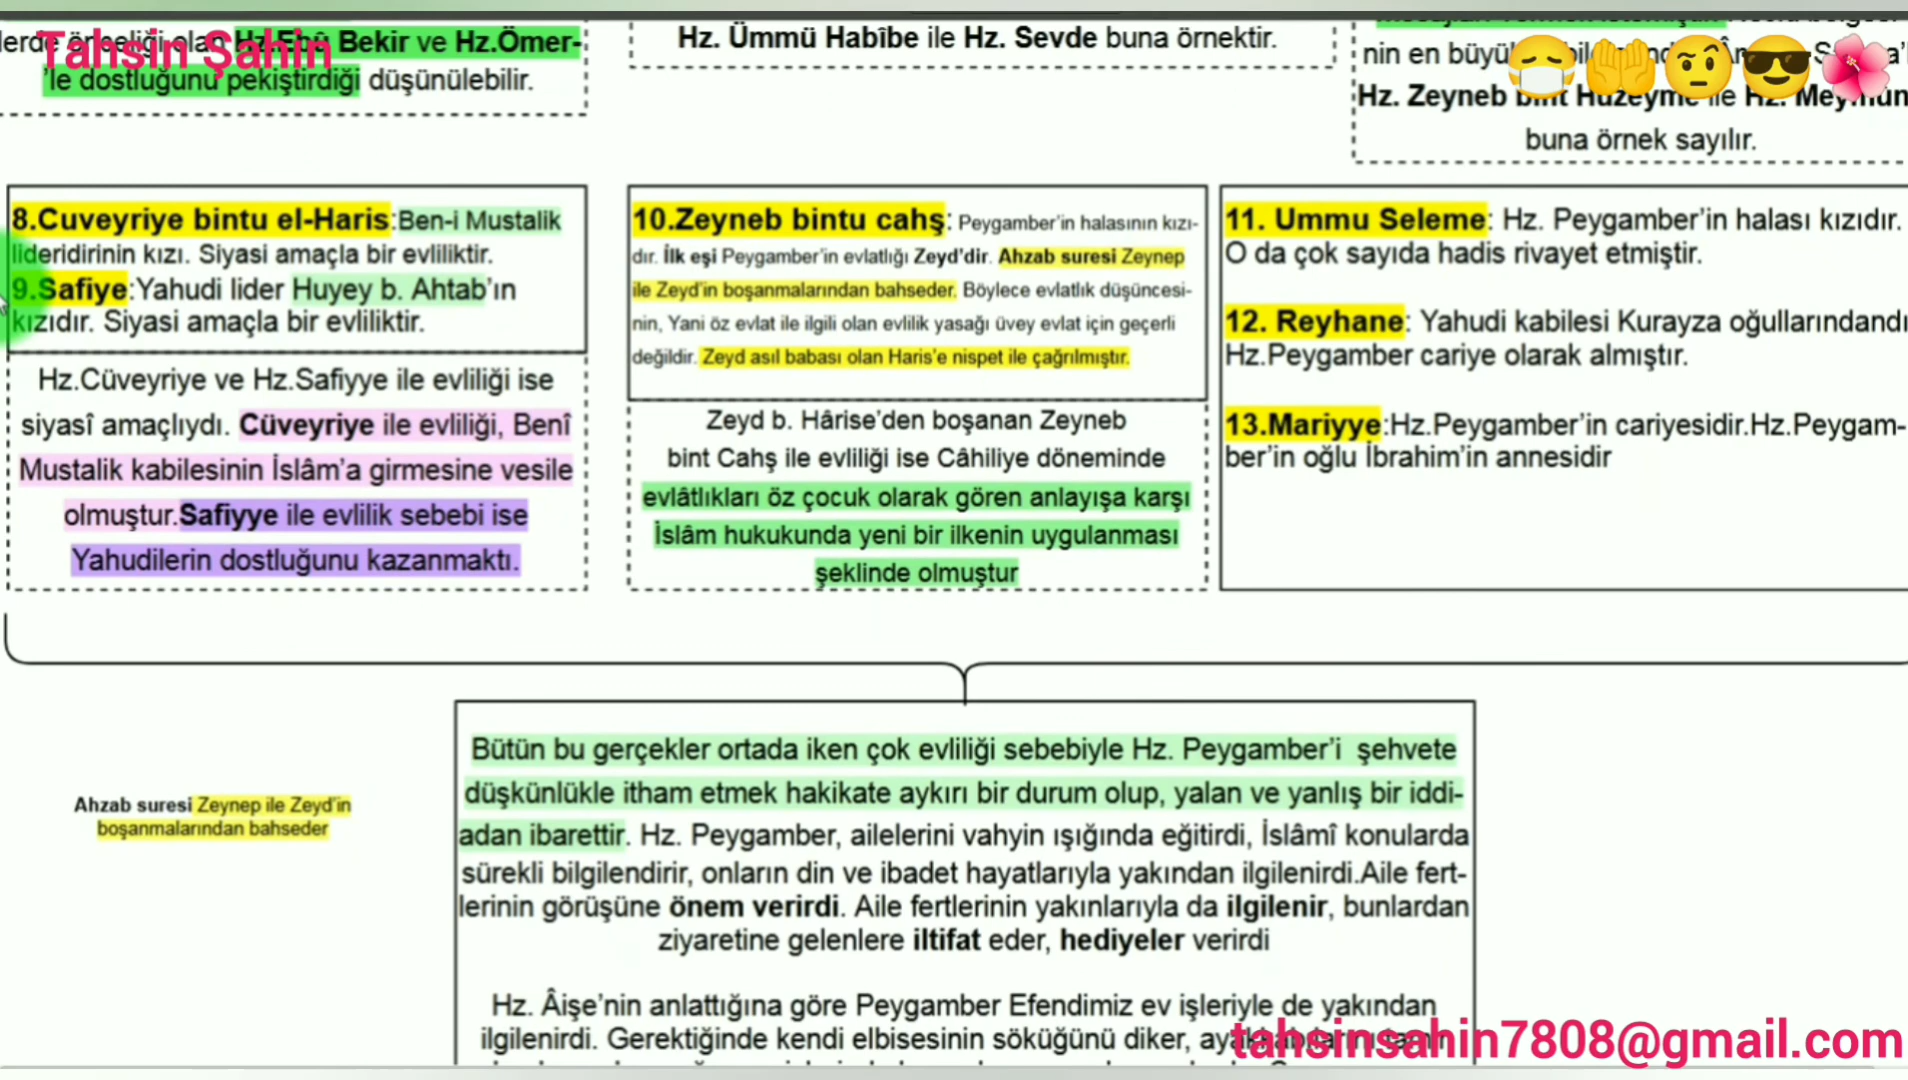 Tahsin Şahin
Hz.Ebû Bekir ve Hz.Ömer-
'le dostluğunu pekiştirdiği düşünülebilir.
Hz. Ümmü Habîbe ile Hz. Sevde buna örnektir.
nin en büyük
Hz. Zeyneb bint Huzeyme ile Hz. Meymûn
buna örnek sayılır.
8.Cuveyriye bintu el-Haris:Ben-i Mustalik
lideridirinin kızı. Siyasi amaçla bir evliliktir.
9.Safiye:Yahudi lider Huyey b. Ahtab'ın
kızıdır. Siyasi amaçla bir evliliktir.
Hz.Cüveyriye ve Hz.Safiyye ile evliliği ise
siyasî amaçlıydı. Cüveyriye ile evliliği, Benî
Mustalik kabilesinin İslâm'a girmesine vesile
olmuştur.Safiyye ile evlilik sebebi ise
Yahudilerin dostluğunu kazanmaktı.
10.Zeyneb bintu cahş: Peygamber'in halasının kızı-
dır. İlk eşi Peygamber'in evlatlığı Zeyd'dir. Ahzab suresi Zeynep
ile Zeyd'in boşanmalarından bahseder. Böylece evlatlık düşüncesi-
nin, Yani öz evlat ile ilgili olan evlilik yasağı üvey evlat için geçerli
değildir. Zeyd asıl babası olan Haris'e nispet ile çağrılmıştır.
Zeyd b. Hârise'den boşanan Zeyneb
bint Cahş ile evliliği ise Câhiliye döneminde
evlâtlıkları öz çocuk olarak gören anlayışa karşı
İslâm hukukunda yeni bir ilkenin uygulanması
şeklinde olmuştur
11. Ummu Seleme: Hz. Peygamber'in halası kızıdır.
O da çok sayıda hadis rivayet etmiştir.
12. Reyhane: Yahudi kabilesi Kurayza oğullarındandı
Hz.Peygamber cariye olarak almıştır.
13.Mariyye:Hz.Peygamber'in cariyesidir.Hz.Peygam-
ber'in oğlu İbrahim'in annesidir
Ahzab suresi Zeynep ile Zeyd'in
boşanmalarından bahseder
Bütün bu gerçekler ortada iken çok evliliği sebebiyle Hz. Peygamber'i şehvete
düşkünlükle itham etmek hakikate aykırı bir durum olup, yalan ve yanlış bir iddi-
adan ibarettir. Hz. Peygamber, ailelerini vahyin ışığında eğitirdi, İslâmî konularda
sürekli bilgilendirir, onların din ve ibadet hayatlarıyla yakından ilgilenirdi.Aile fert-
lerinin görüşüne önem verirdi. Aile fertlerinin yakınlarıyla da ilgilenir, bunlardan
ziyaretine gelenlere iltifat eder, hediyeler verirdi
Hz. Âişe'nin anlattığına göre Peygamber Efendimiz ev işleriyle de yakından
ilgilenirdi. Gerektiğinde kendi elbisesinin söküğünü diker,
tahsinsahin7808@gmail.com